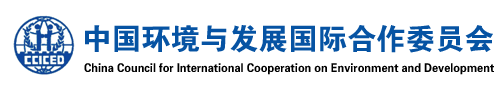 CCICED
中国环境与发展国际合作委员会
China Council for International Cooperation on Environment and Development